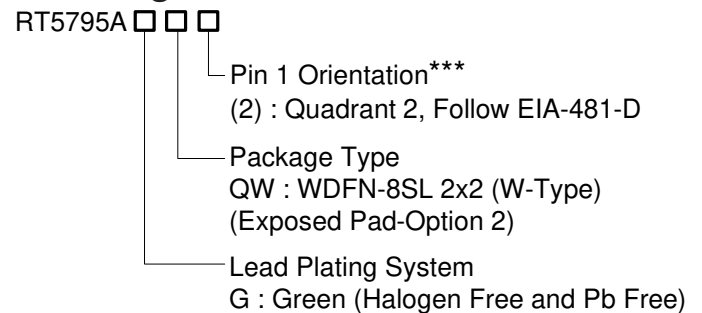 RT5795A
Pin 1 Orientation***
(2) : Quadrant 2, Follow EIA-481-D
Package Type
QW : WDFN-8SL 2x2 (W-Type)
(Exposed Pad-Option 2)
Lead Plating System
G : Green (Halogen Free and Pb Free)